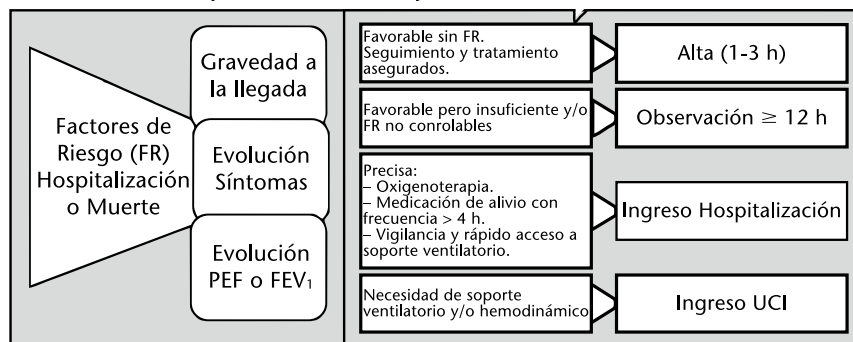 Factores de
Riesgo (FR)
Hospitalización
o Muerte
Gravedad a
la llegada
Evolución
Síntomas
Evolución
PEF o FEV₁
Favorable sin FR.
Seguimiento y tratamiento
asegurados.
Alta (1-3 h)
Favorable pero insuficiente y/o
FR no controlables
Observación ≥ 12 h
Precisa:
– Oxigenoterapia.
– Medicación de alivio con
frecuencia > 4 h.
– Vigilancia y rápido acceso a
soporte ventilatorio.
Ingreso Hospitalización
Necesidad de soporte
ventilatorio y/o hemodinámico
Ingreso UCI